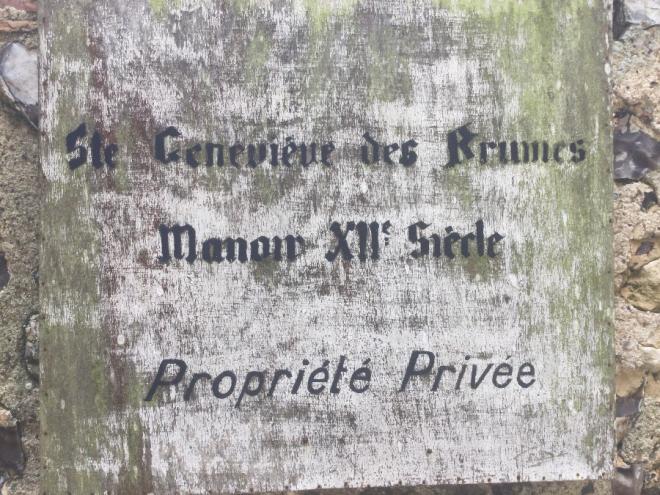 Ste Geneviève des Brumes
Manoir XIIe Siècle
Propriété Privée